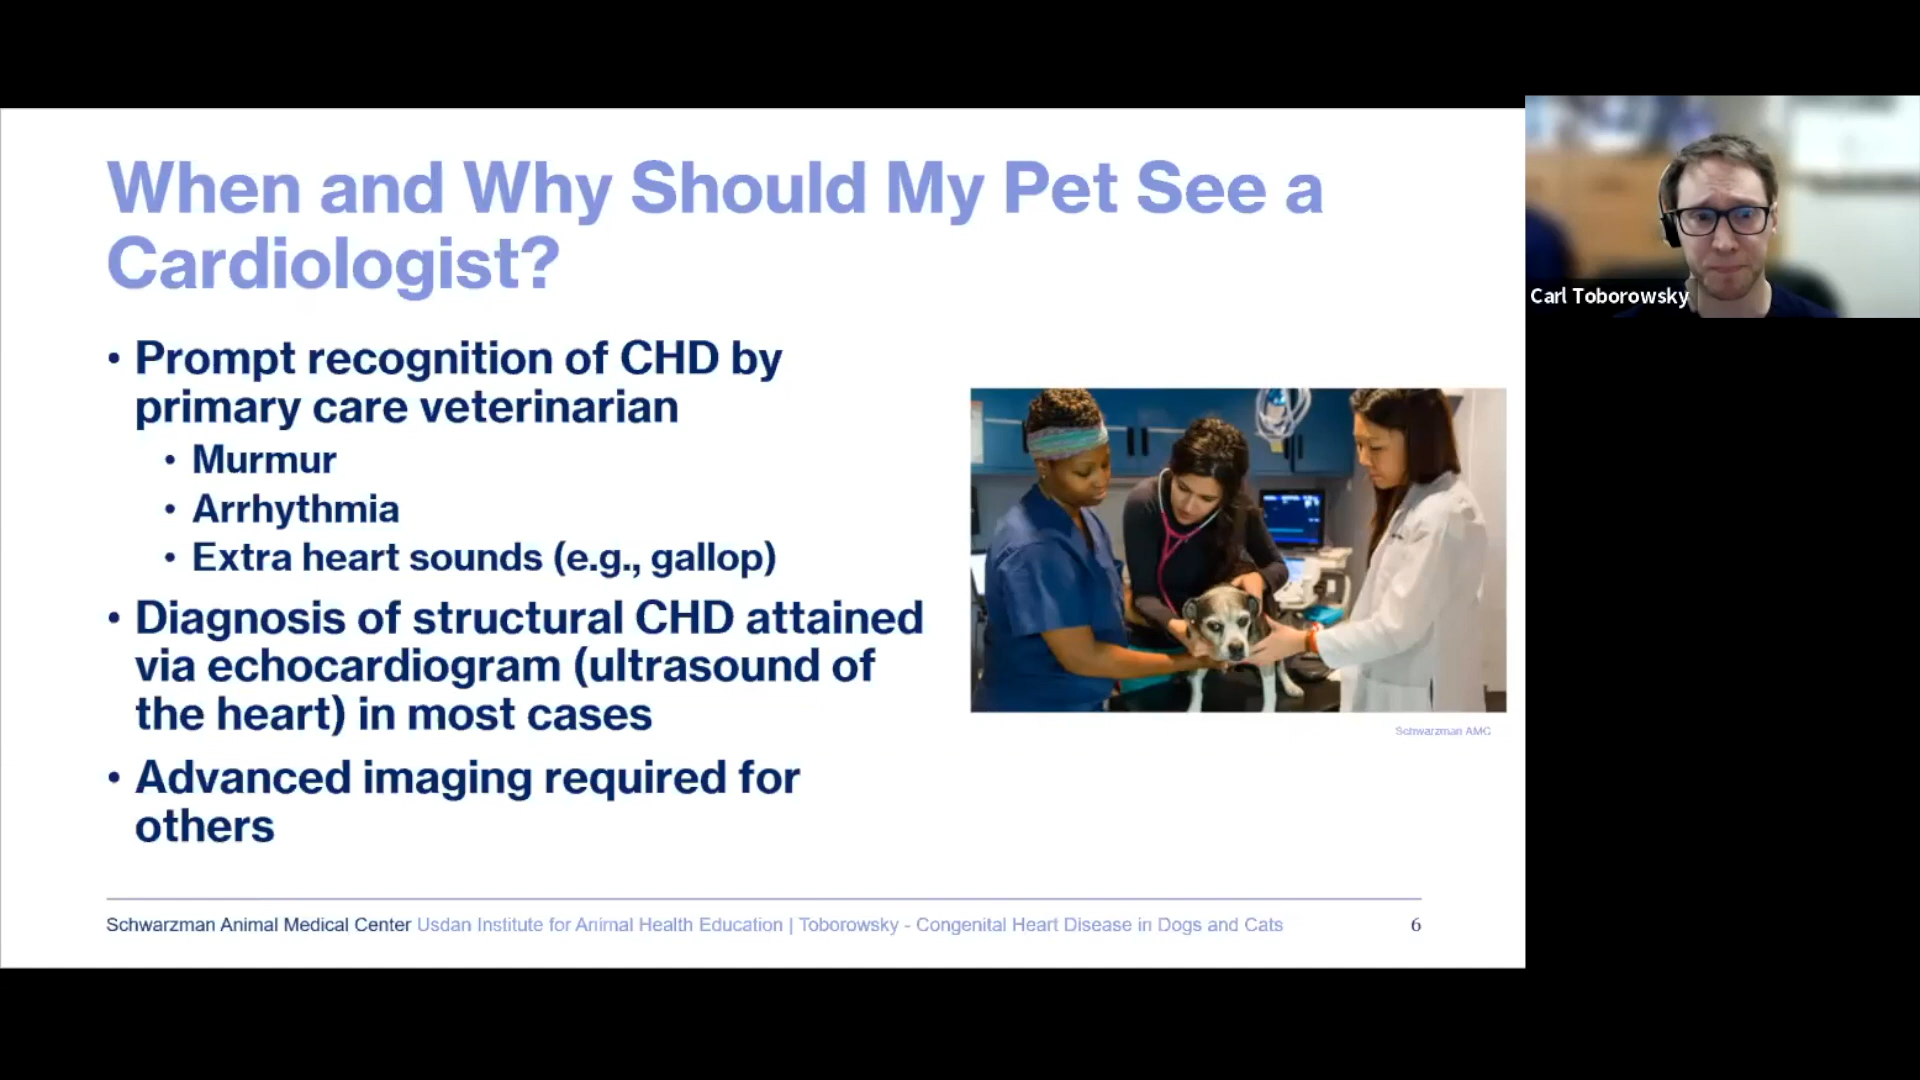 When and Why Should My Pet See a
Cardiologist?
• Prompt recognition of CHD by
primary care veterinarian
• Murmur
• Arrhythmia
• Extra heart sounds (e.g., gallop)
• Diagnosis of structural CHD attained
via echocardiogram (ultrasound of
the heart) in most cases
• Advanced imaging required for
others
Schwarzman AMC
Schwarzman Animal Medical Center Usdan Institute for Animal Health Education | Toborowsky - Congenital Heart Disease in Dogs and Cats
6
Carl Toborowsky